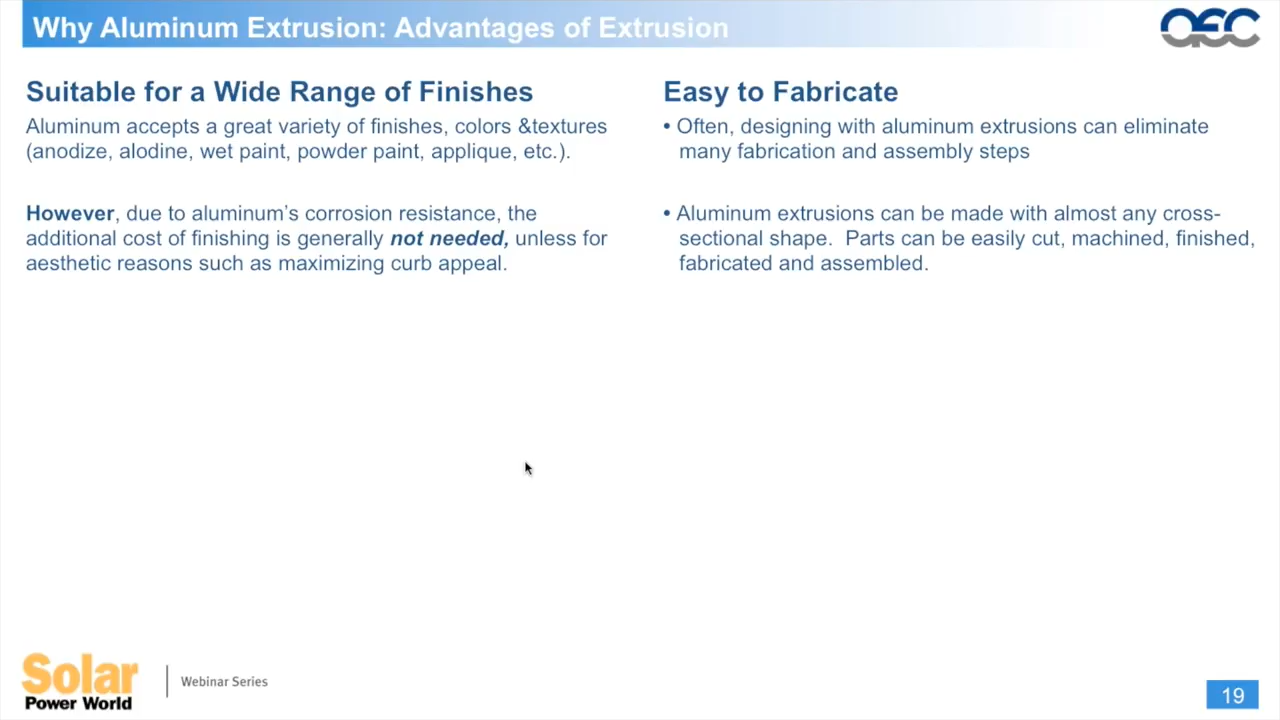 Why Aluminum Extrusion: Advantages of Extrusion
AEC
Suitable for a Wide Range of Finishes
Aluminum accepts a great variety of finishes, colors &textures
(anodize, alodine, wet paint, powder paint, applique, etc.).
However, due to aluminum’s corrosion resistance, the
additional cost of finishing is generally not needed, unless for
aesthetic reasons such as maximizing curb appeal.
Easy to Fabricate
• Often, designing with aluminum extrusions can eliminate
many fabrication and assembly steps
• Aluminum extrusions can be made with almost any cross-
sectional shape.  Parts can be easily cut, machined, finished,
fabricated and assembled.
Solar
Power World
Webinar Series
19